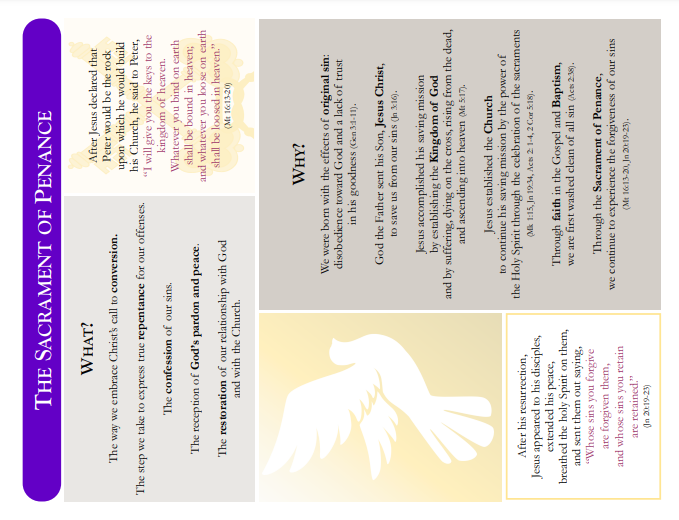 THE SACRAMENT OF PENANCE
WHAT?
The way we embrace Christ's call to conversion.
The step we take to express true repentance for our offenses.
The confession of our sins.
The reception of God's pardon and peace.
The restoration of our relationship with God
and with the Church.
After Jesus declared that
Peter would be the rock
upon which he would build
his Church, he said to Peter,
"I will give you the keys to the
kingdom of heaven.
Whatever you bind on earth
shall be bound in heaven;
and whatever you loose on earth
shall be loosed in heaven."
(Mt 16:13-20)
After his resurrection,
Jesus appeared to his disciples,
extended his peace,
breathed the holy Spirit on them,
and sent them out saying,
"Whose sins you forgive
are forgiven them,
and whose sins you retain
are retained."
(Jn 20:19-23)
WHY?
We were born with the effects of original sin:
disobedience toward God and a lack of trust
in his goodness (Gen 3:1-11).
God the Father sent his Son, Jesus Christ,
to save us from our sins (Jn 3:16).
Jesus accomplished his saving mission
by establishing the Kingdom of God
and by suffering, dying on the cross, rising from the dead,
and ascending into heaven (Mt 5:17).
Jesus established the Church
to continue his saving mission by the power of
the Holy Spirit through the celebration of the sacraments
(Mk 1:15, Jn 19:34, Acts 2:1-4, 2 Cor 5:18).
Through faith in the Gospel and Baptism,
we are first washed clean of all sin (Acts 2:38).
Through the Sacrament of Penance,
we continue to experience the forgiveness of our sins
(Mt 16:13-20, Jn 20:19-23).